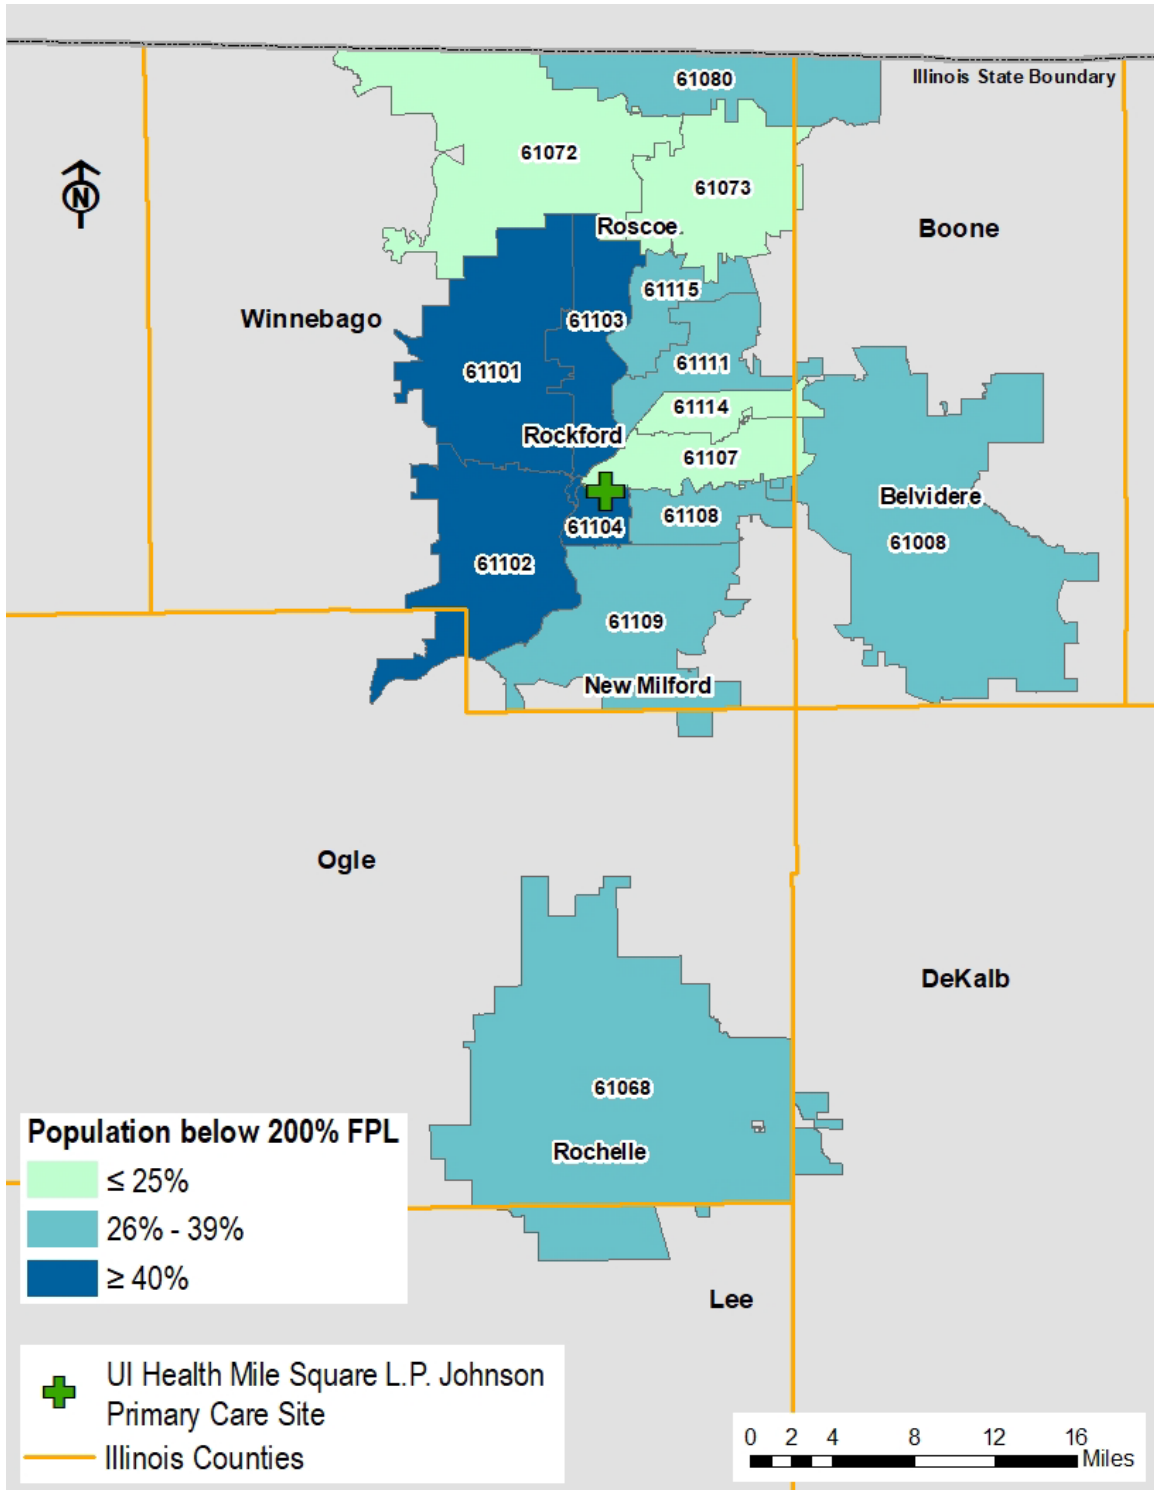 61080
Illinois State Boundary
61072
61073
Roscoe
Boone
61115
Winnebago
61103
61101
61111
61114
Rockford
61107
Belvidere
61104
61108
61008
61102
61109
New Milford
Ogle
DeKalb
61068
Rochelle
Lee
N
Population below 200% FPL
≤ 25%
26% - 39%
≥ 40%
UI Health Mile Square L.P. Johnson
Primary Care Site
Illinois Counties
0 2 4 8 12 16
Miles